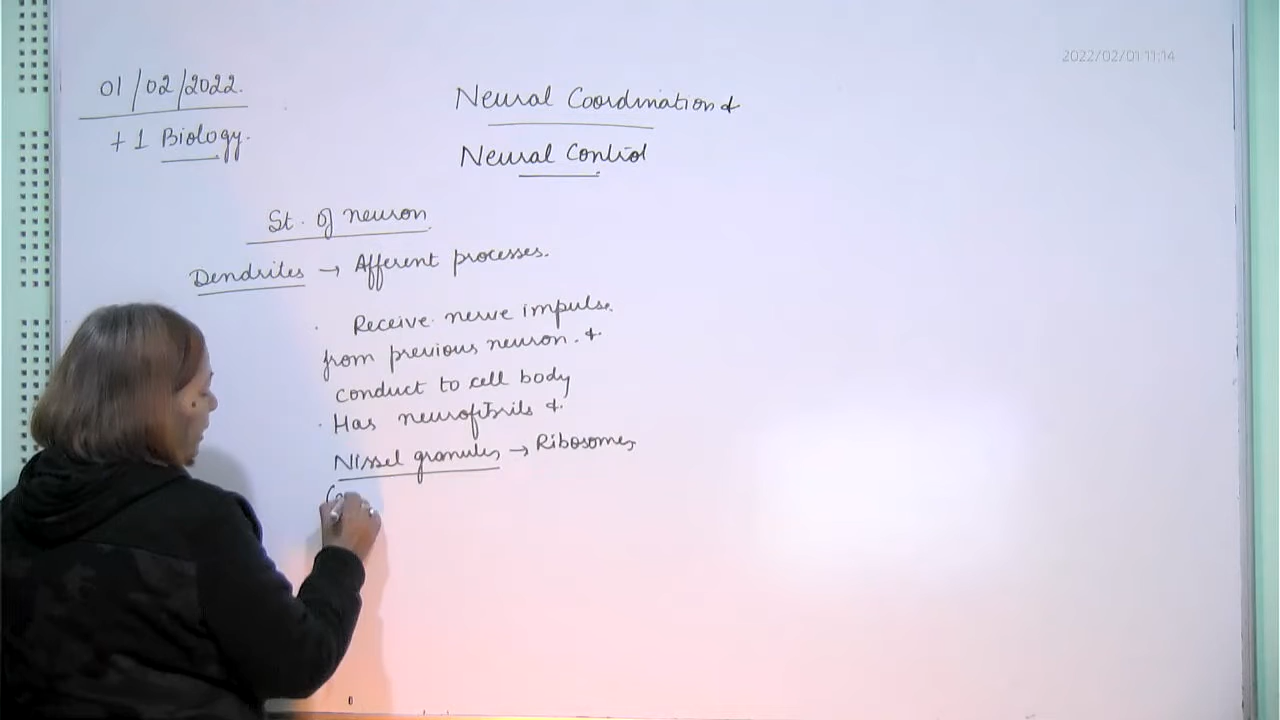 2022/02/01 11:14
01/02/2022.
+1 Biology.
Neural Coordination &
Neural Control
St. of neuron
Dendrites → Afferent processes.
· Receive nerve impulse
from previous neuron. &
conduct to cell body
· Has neurofibrils &
Nissel granules → Ribosomes